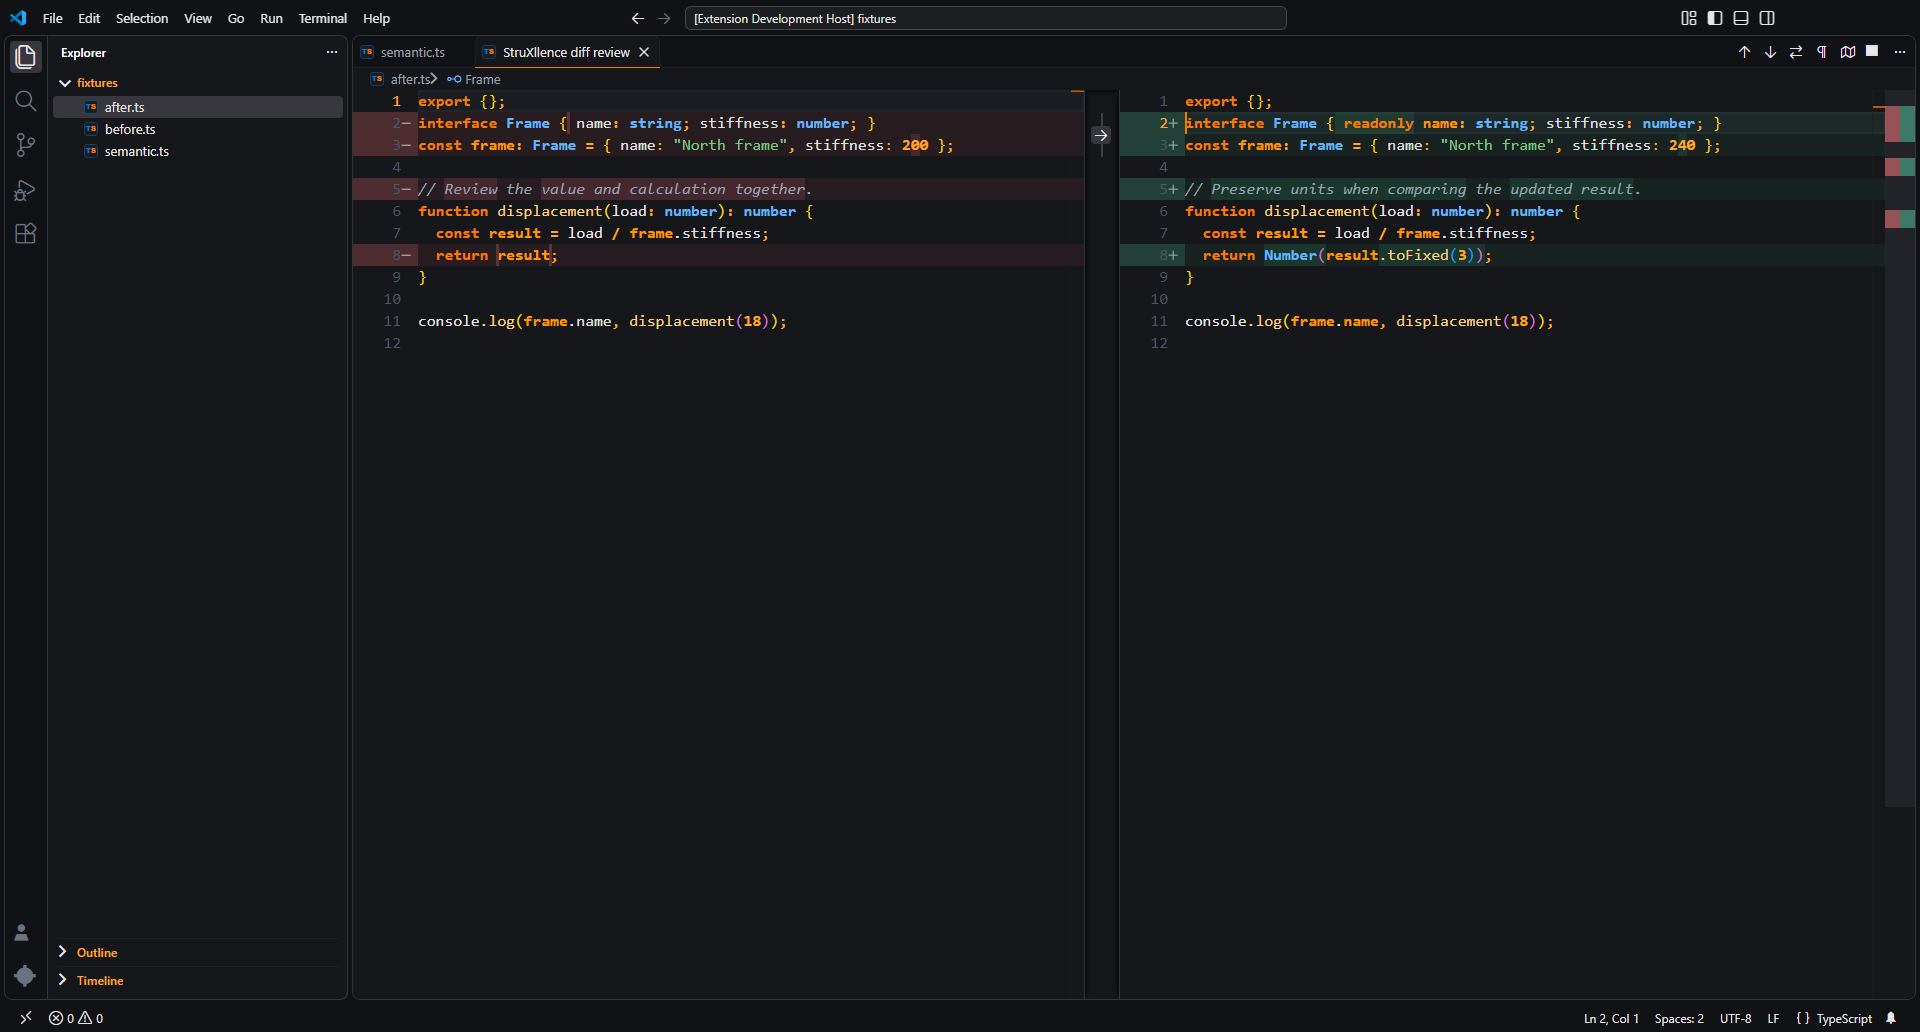 File Edit Selection View Go Run Terminal Help
[Extension Development Host] fixtures
Explorer
fixtures
TS after.ts
TS before.ts
TS semantic.ts
Outline
Timeline
TS semantic.ts
TS StruXIlence diff review
TS after.ts Frame
1 export {};
2− interface Frame { name: string; stiffness: number; }
3− const frame: Frame = { name: "North frame", stiffness: 200 };
4
5− // Review the value and calculation together.
6 function displacement(load: number): number {
7 const result = load / frame.stiffness;
8− return result;
9 }
10
11 console.log(frame.name, displacement(18));
12
1 export {};
2+ interface Frame { readonly name: string; stiffness: number; }
3+ const frame: Frame = { name: "North frame", stiffness: 240 };
4
5+ // Preserve units when comparing the updated result.
6 function displacement(load: number): number {
7 const result = load / frame.stiffness;
8+ return Number(result.toFixed(3));
9 }
10
11 console.log(frame.name, displacement(18));
12
0 0
Ln 2, Col 1 Spaces: 2 UTF-8 LF { } TypeScript